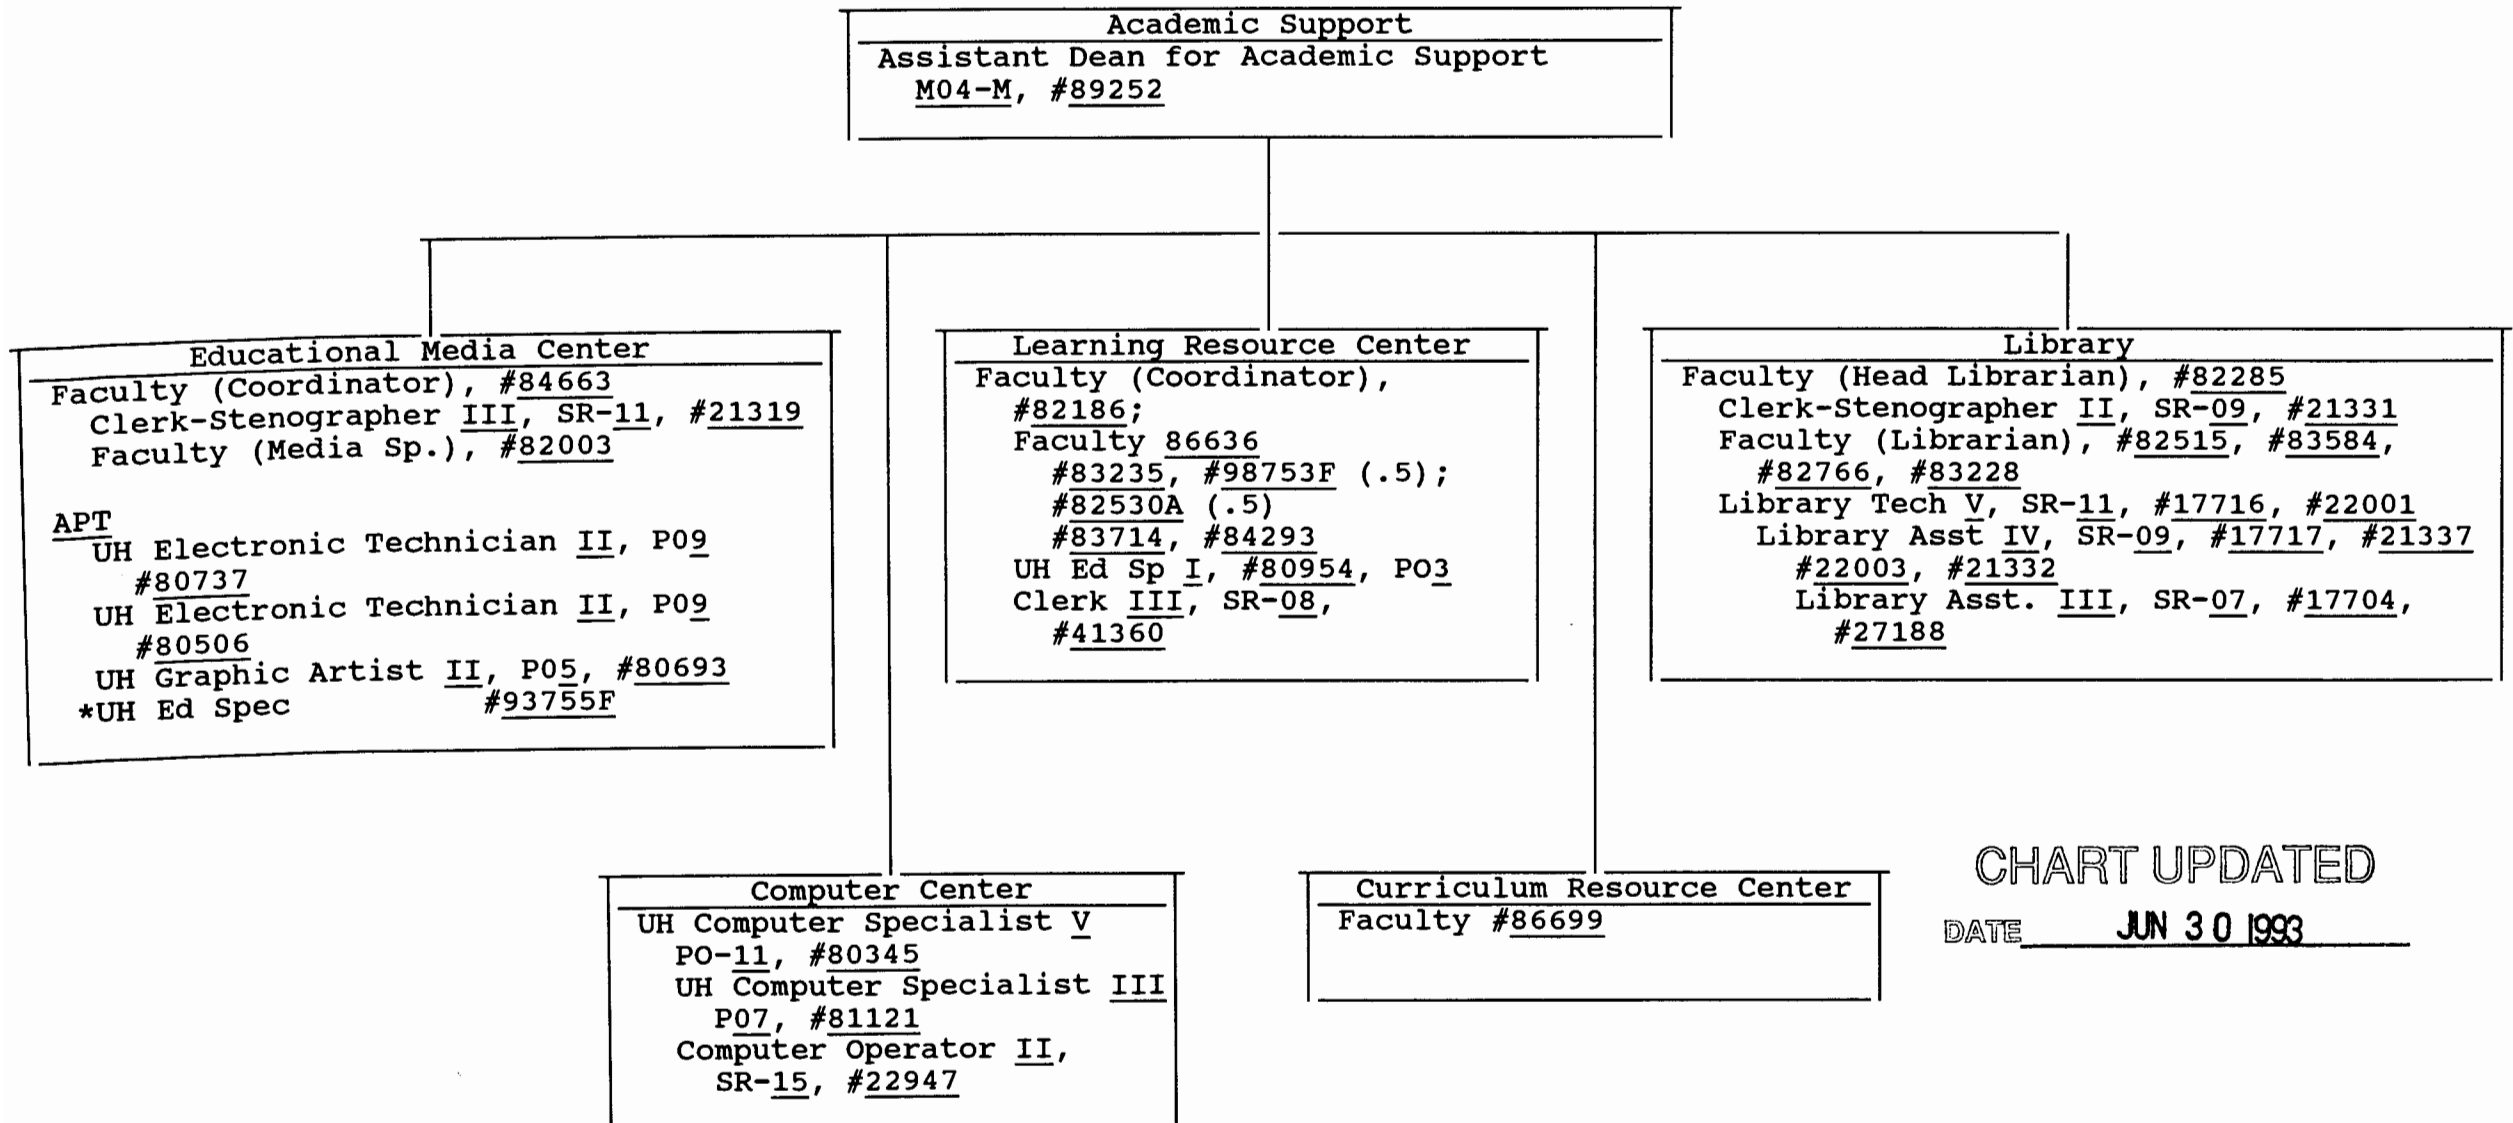 Academic Support
Assistant Dean for Academic Support
M04-M, #89252
Educational Media Center
Faculty (Coordinator), #84663
Clerk-Stenographer III, SR-11, #21319
Faculty (Media Sp.), #82003
APT
UH Electronic Technician II, P09
#80737
UH Electronic Technician II, P09
#80506
UH Graphic Artist II, P05, #80693
*UH Ed Spec #93755F
Learning Resource Center
Faculty (Coordinator),
#82186;
Faculty 86636
#83235, #98753F (.5);
#82530A (.5)
#83714, #84293
UH Ed Sp I, #80954, PO3
Clerk III, SR-08,
#41360
Library
Faculty (Head Librarian), #82285
Clerk-Stenographer II, SR-09, #21331
Faculty (Librarian), #82515, #83584,
#82766, #83228
Library Tech V, SR-11, #17716, #22001
Library Asst IV, SR-09, #17717, #21337
#22003, #21332
Library Asst. III, SR-07, #17704,
#27188
Computer Center
UH Computer Specialist V
PO-11, #80345
UH Computer Specialist III
P07, #81121
Computer Operator II,
SR-15, #22947
Curriculum Resource Center
Faculty #86699
CHART UPDATED
DATE JUN 30 1993